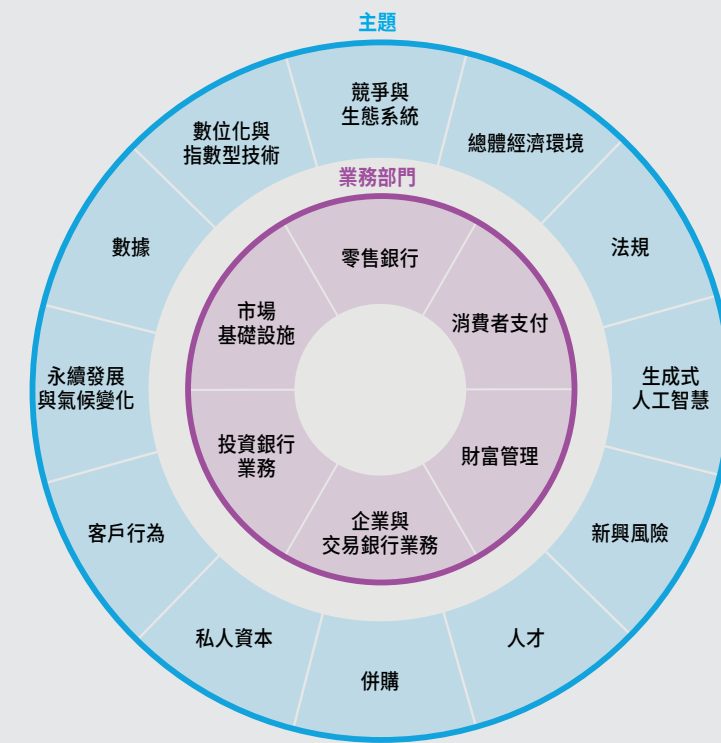 主題
競爭與
生態系統
總體經濟環境
法規
生成式
人工智慧
新興風險
人才
併購
私人資本
客戶行為
永續發展
與氣候變化
數據
數位化與
指數型技術
業務部門
零售銀行
消費者支付
財富管理
企業與
交易銀行業務
投資銀行
業務
市場
基礎設施